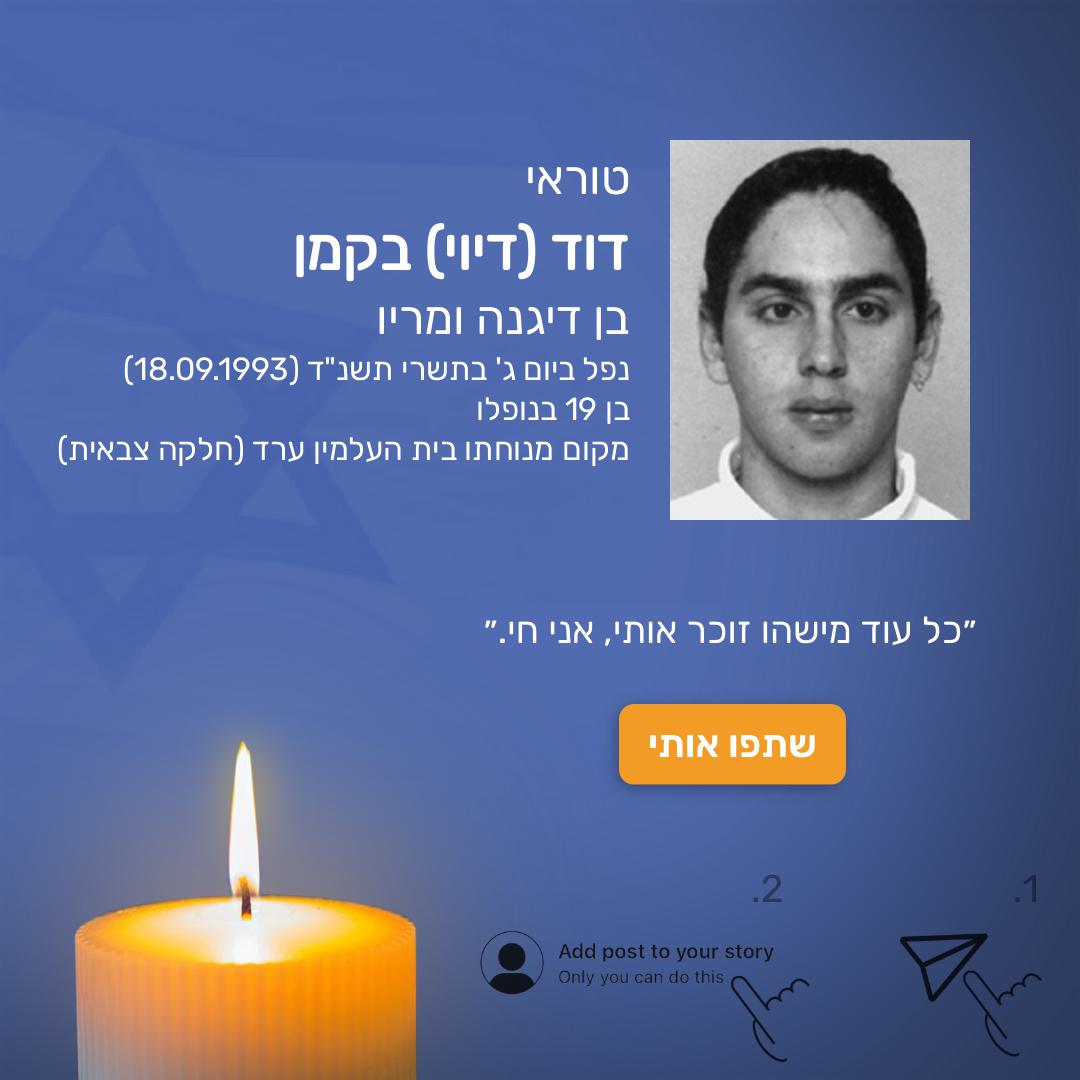 טוראי
דוד (דיווי) בקמן
בן דיגנה ומריו
נפל ביום ג' בתשרי תשנ"ד (18.09.1993)
בן 19 בנופלו
מקום מנוחתו בית העלמין ערד (חלקה צבאית)
״כל עוד מישהו זוכר אותי, אני חי.״
שתפו אותי
.1
.2
Add post to your story
Only you can do this